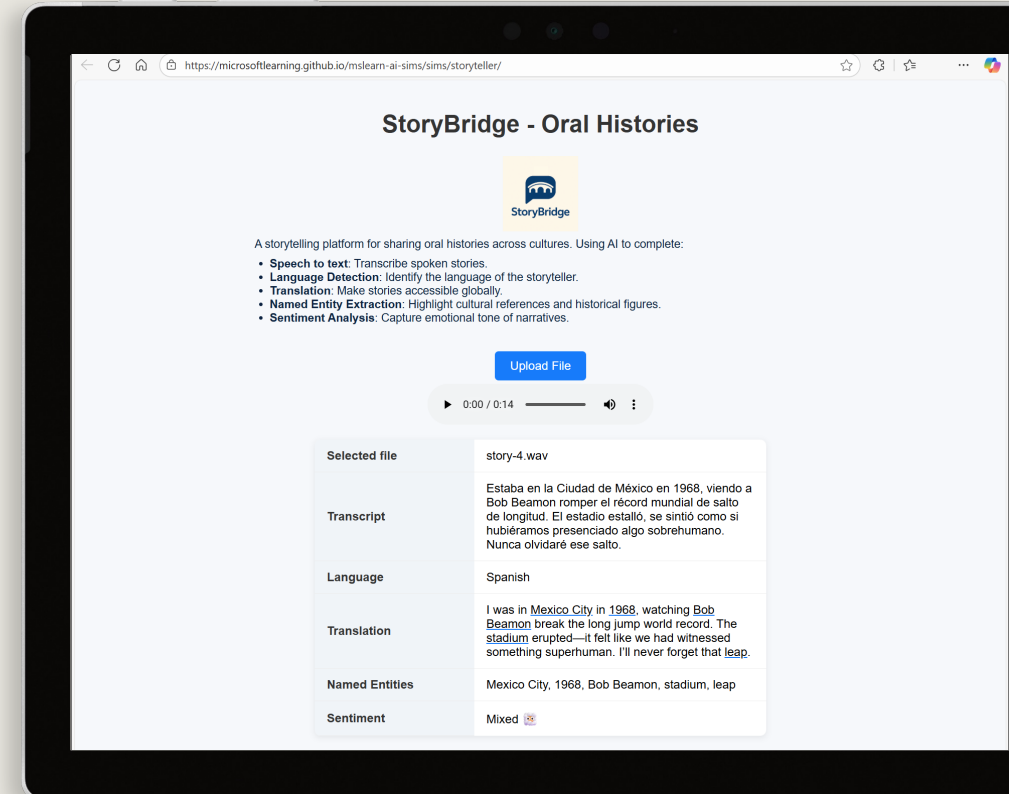 https://microsoftlearning.github.io/mslearn-ai-sims/sims/storyteller/
StoryBridge - Oral Histories
StoryBridge
A storytelling platform for sharing oral histories across cultures. Using AI to complete:
• Speech to text: Transcribe spoken stories.
• Language Detection: Identify the language of the storyteller.
• Translation: Make stories accessible globally.
• Named Entity Extraction: Highlight cultural references and historical figures.
• Sentiment Analysis: Capture emotional tone of narratives.
Upload File
0:00 / 0:14
Selected file story-4.wav
Transcript
Estaba en la Ciudad de México en 1968, viendo a
Bob Beamon romper el récord mundial de salto
de longitud. El estadio estalló, se sintió como si
hubiéramos presenciado algo sobrehumano.
Nunca olvidaré ese salto.
Language Spanish
Translation
I was in Mexico City in 1968, watching Bob
Beamon break the long jump world record. The
stadium erupted—it felt like we had witnessed
something superhuman. I'll never forget that leap.
Named Entities Mexico City, 1968, Bob Beamon, stadium, leap
Sentiment Mixed